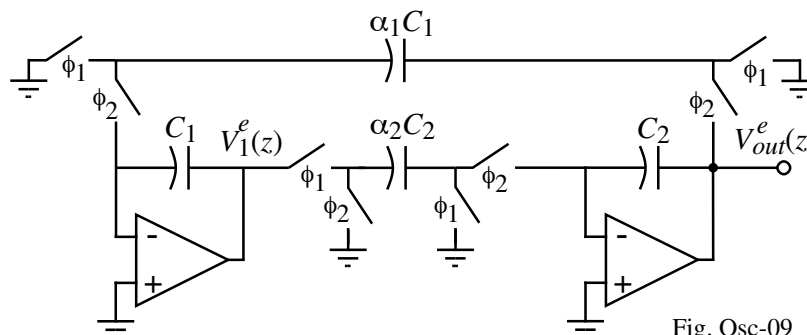 α₁C₁
ϕ₁
ϕ₁
ϕ₂
ϕ₂
C₁
V₁ᵉ(z)
α₂C₂
C₂
Vₒᵤₜᵉ(z
ϕ₁
ϕ₂
ϕ₂
ϕ₁
-
+
-
+
Fig. Osc-09